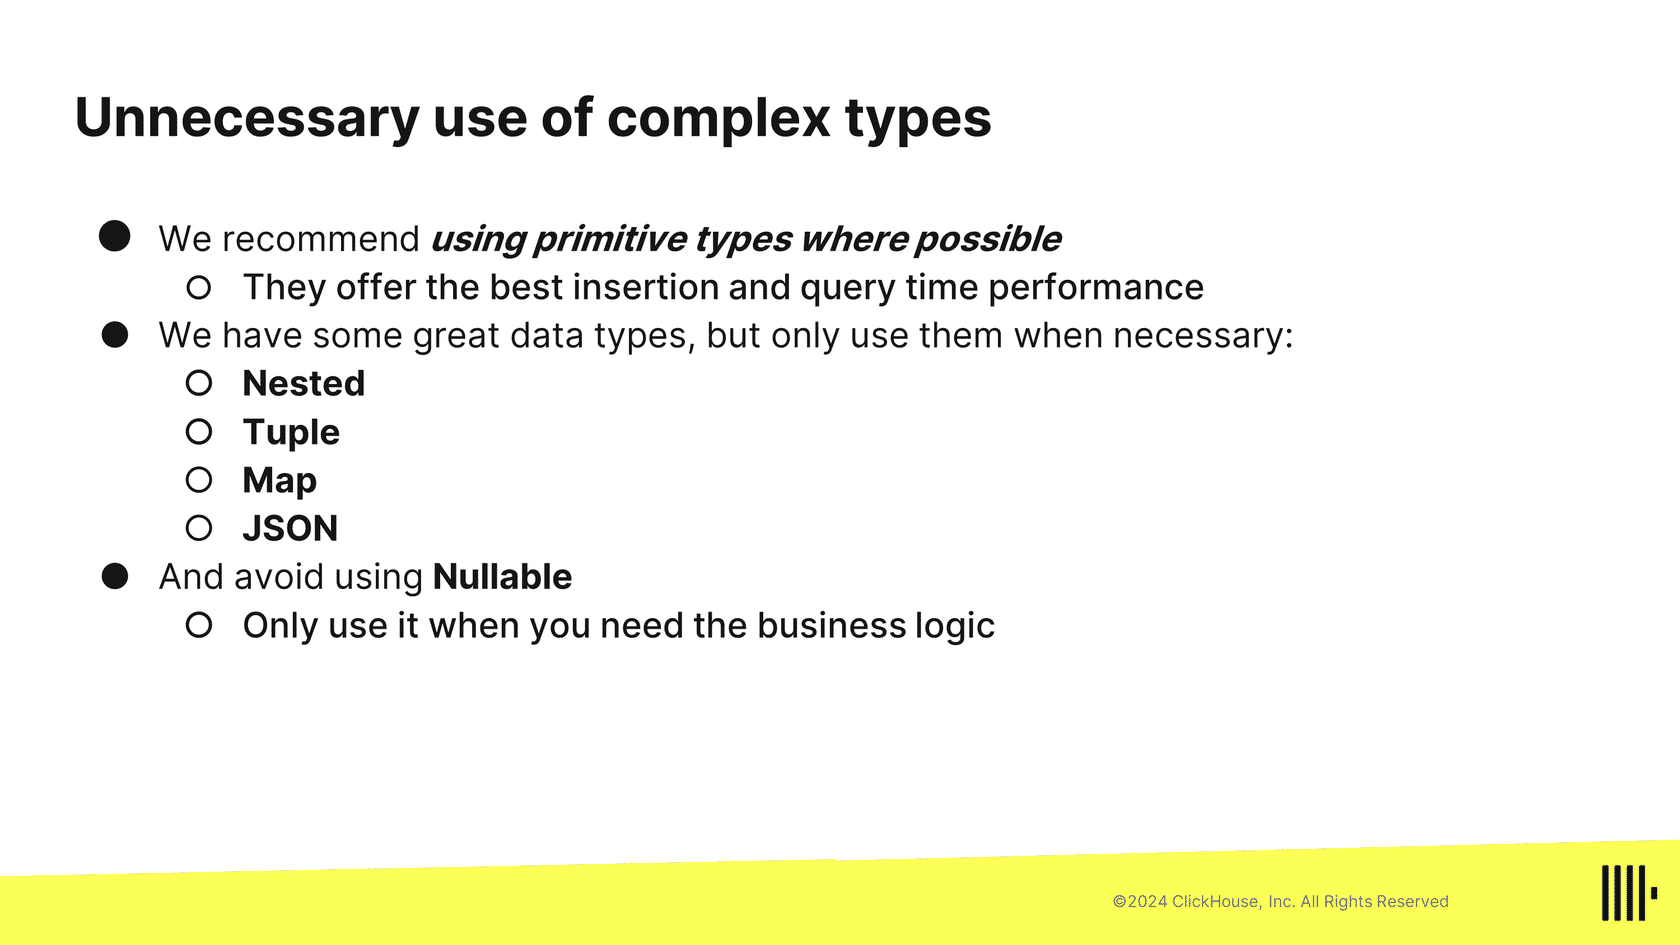 Unnecessary use of complex types
● We recommend using primitive types where possible
○ They offer the best insertion and query time performance
● We have some great data types, but only use them when necessary:
○ Nested
○ Tuple
○ Map
○ JSON
● And avoid using Nullable
○ Only use it when you need the business logic
©2024 ClickHouse, Inc. All Rights Reserved